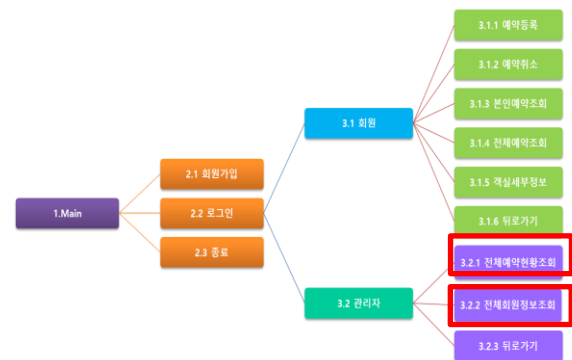 1.Main
2.1 회원가입
2.2 로그인
2.3 종료
3.1 회원
3.2 관리자
3.1.1 예약등록
3.1.2 예약취소
3.1.3 본인예약조회
3.1.4 전체예약조회
3.1.5 객실세부정보
3.1.6 뒤로가기
3.2.1 전체예약현황조회
3.2.2 전체회원정보조회
3.2.3 뒤로가기